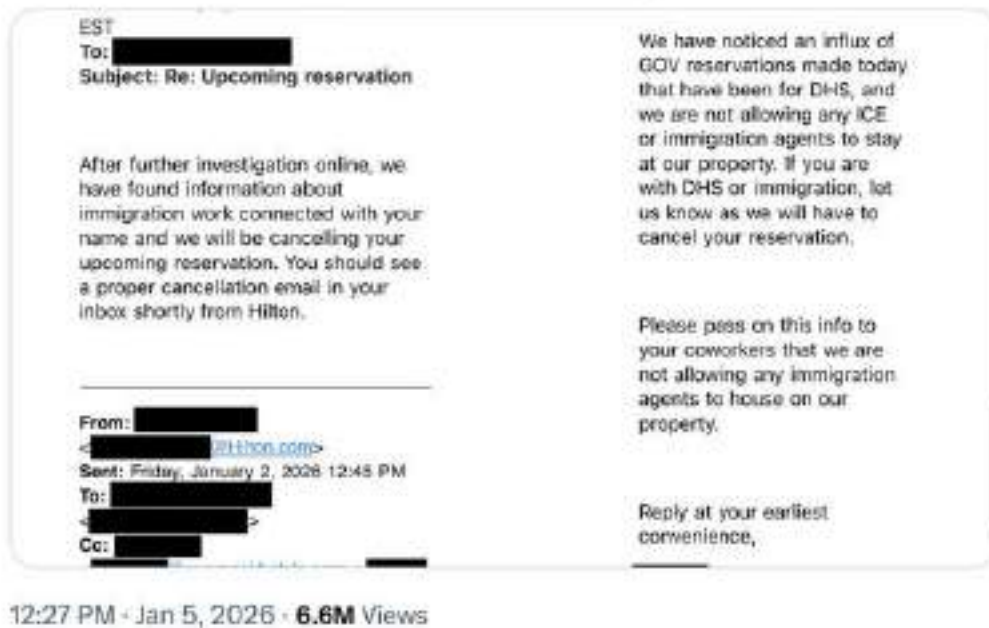 EST
To:
Subject: Re: Upcoming reservation
After further investigation online, we
have found information about
immigration work connected with your
name and we will be cancelling your
upcoming reservation. You should see
a proper cancellation email in your
inbox shortly from Hilton.
From:
Sent: Friday, January 2, 2026 12:45 PM
To:
<
>
Cc:
We have noticed an influx of
GOV reservations made today
that have been for DHS, and
we are not allowing any ICE
or immigration agents to stay
at our property. If you are
with DHS or immigration, let
us know as we will have to
cancel your reservation.
Please pass on this info to
your coworkers that we are
not allowing any immigration
agents to house on our
property.
Reply at your earliest
convenience,
12:27 PM · Jan 5, 2026 · 6.6M Views